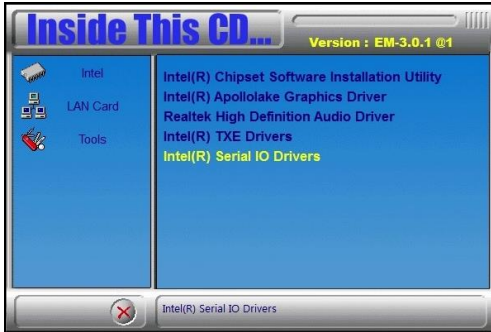 Inside This CD...
Version : EM-3.0.1 @1
Intel
LAN Card
Tools
Intel(R) Chipset Software Installation Utility
Intel(R) Apollolake Graphics Driver
Realtek High Definition Audio Driver
Intel(R) TXE Drivers
Intel(R) Serial IO Drivers
Intel(R) Serial IO Drivers